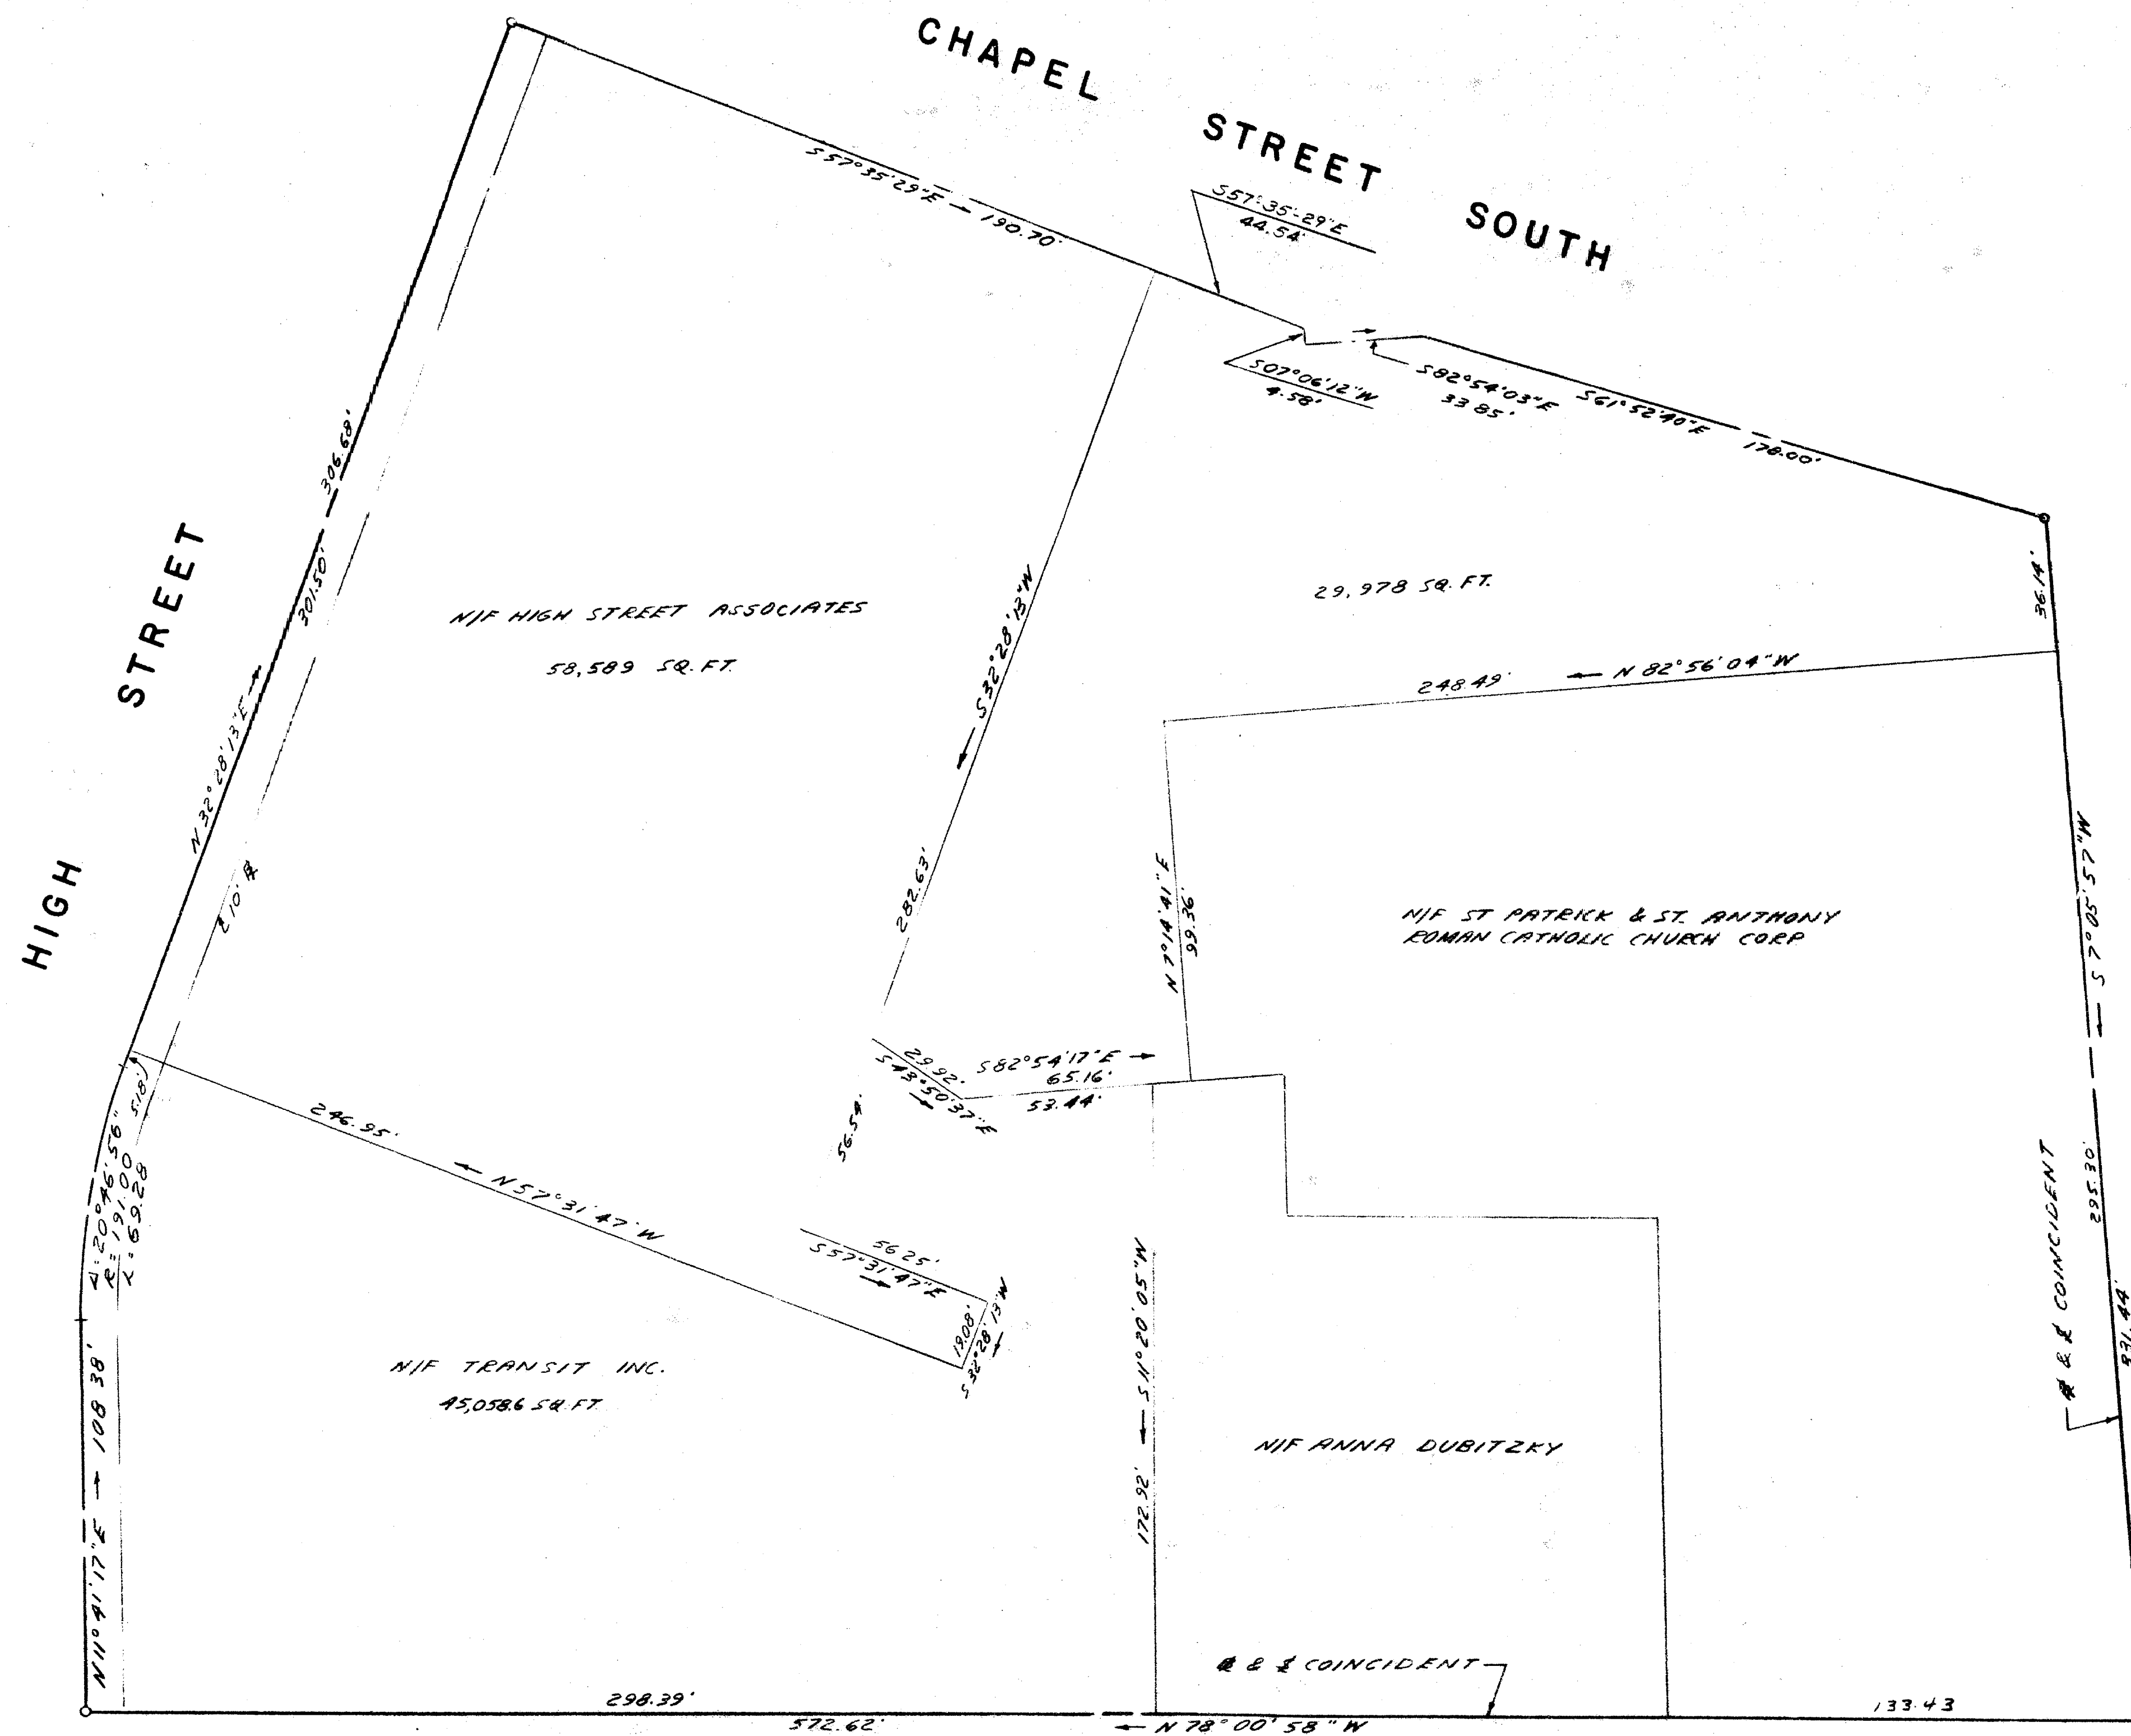 CHAPEL STREET SOUTH
S 57°35'29"E → 190.70'
S57°-35'-29"E
44.54'
S07°06'12"W
4.58'
S82°54'03"E
33.85'
S61°52'40"E 178.00'
HIGH STREET
306.68'
301.50'
N 32°28'13"E →
N/F HIGH STREET ASSOCIATES
58,589 SQ. FT.
← S 32°28'13"W
282.63'
29,978 SQ. FT.
36.14'
248.49' ← N 82°56'04"W
N 7°14'41"E
99.36'
N/F ST PATRICK & ST. ANTHONY
ROMAN CATHOLIC CHURCH CORP
← S 7°05'57"W
295.30'
831.44'
& COINCIDENT
10'
5.18'
Δ=20°46'56"
R=191.00
L=69.28
246.95'
← N57°31'47"W
56.54'
29.92'
S43°50'37"E
→
S82°54'17"E →
65.16'
53.44'
56.25'
S57°31'47"E
→
19.08'
S32°28'13"W
←
N/F TRANSIT INC.
45,058.6 SQ. FT.
N11°41'17"E → 108.38'
172.92' ← S11°20'05"W
N/F ANNA DUBITZKY
& COINCIDENT
298.39'
133.43
572.62'
← N 78°00'58"W